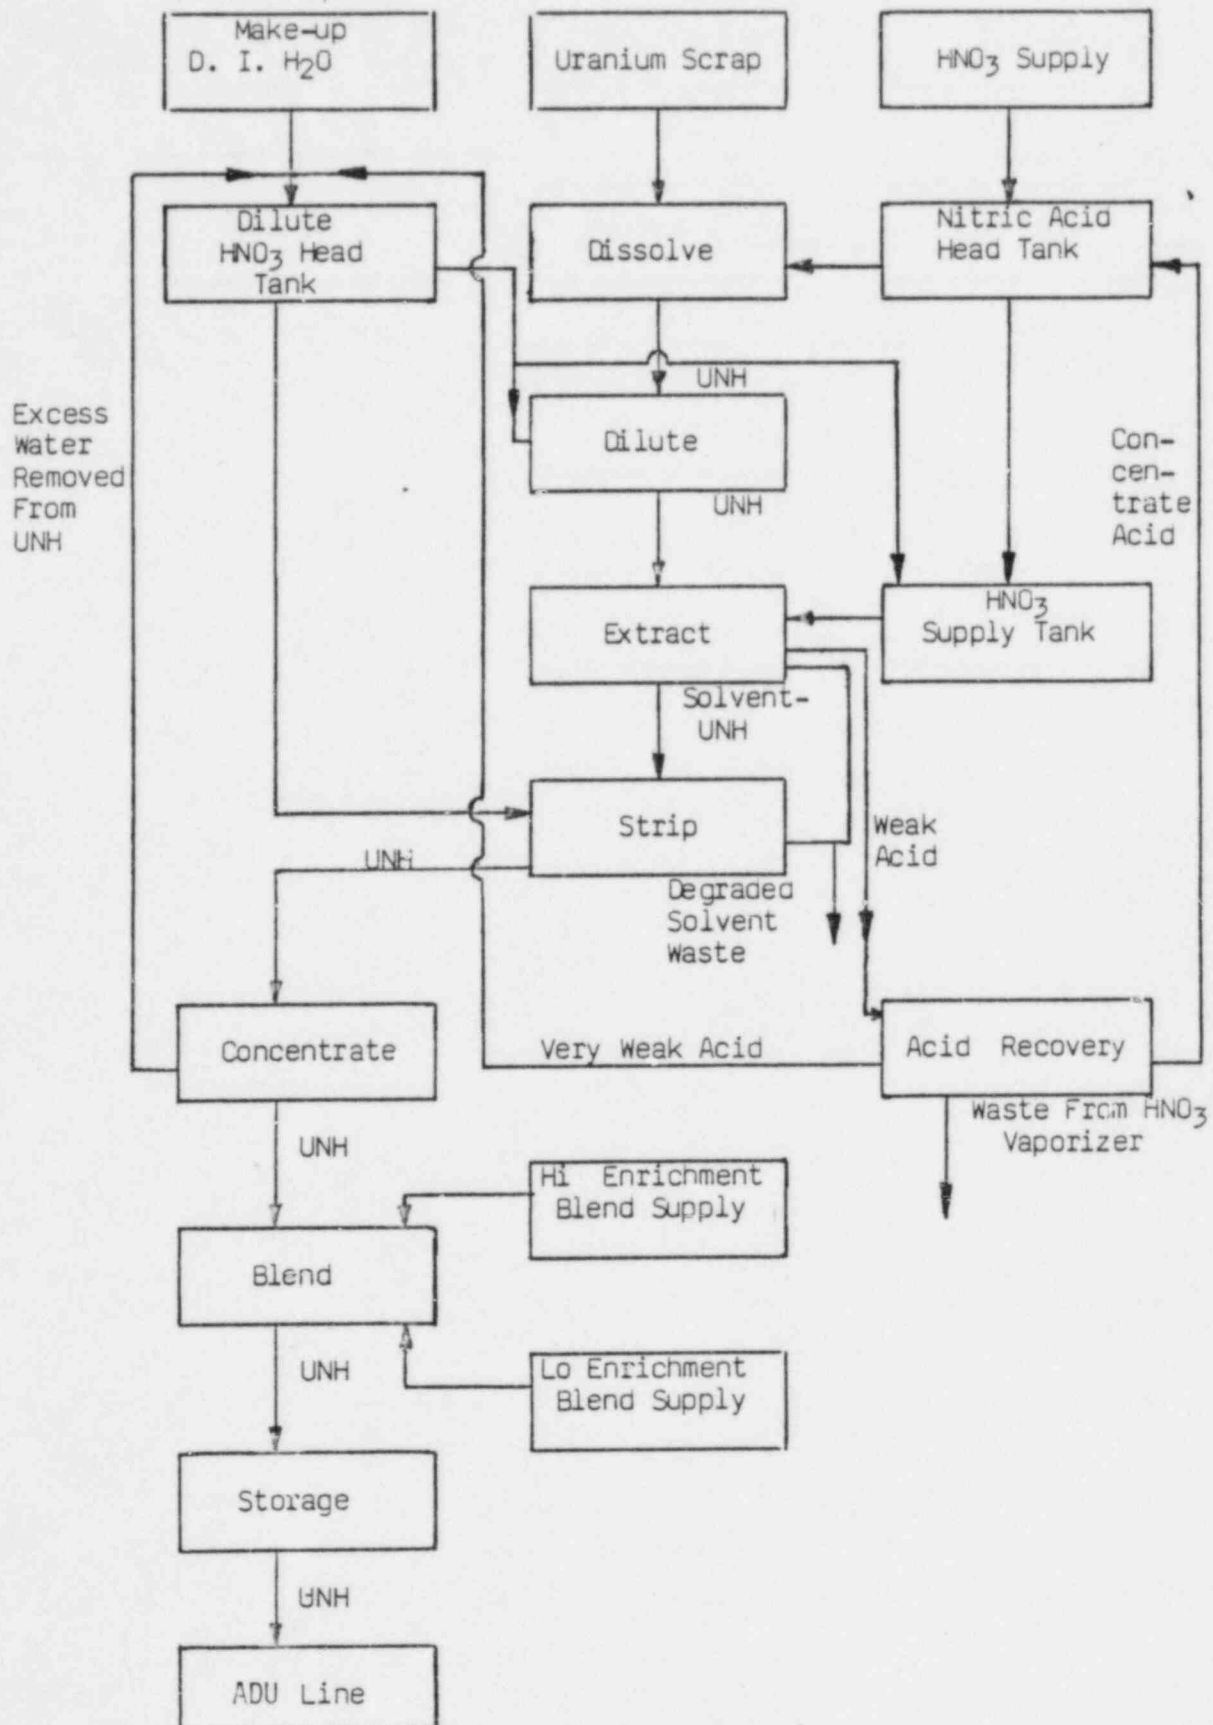 Make-up
D. I. H2O
Uranium Scrap
HNO3 Supply
Dilute
HNO3 Head
Tank
Dissolve
Nitric Acid
Head Tank
UNH
Excess
Water
Removed
From
UNH
Dilute
Con-
cen-
trate
Acid
UNH
Extract
HNO3
Supply Tank
Solvent-
UNH
Strip
Weak
Acid
UNH
Degraded
Solvent
Waste
Concentrate
Very Weak Acid
Acid Recovery
Waste From HNO3
Vaporizer
UNH
Hi Enrichment
Blend Supply
Blend
UNH
Lo Enrichment
Blend Supply
Storage
UNH
ADU Line